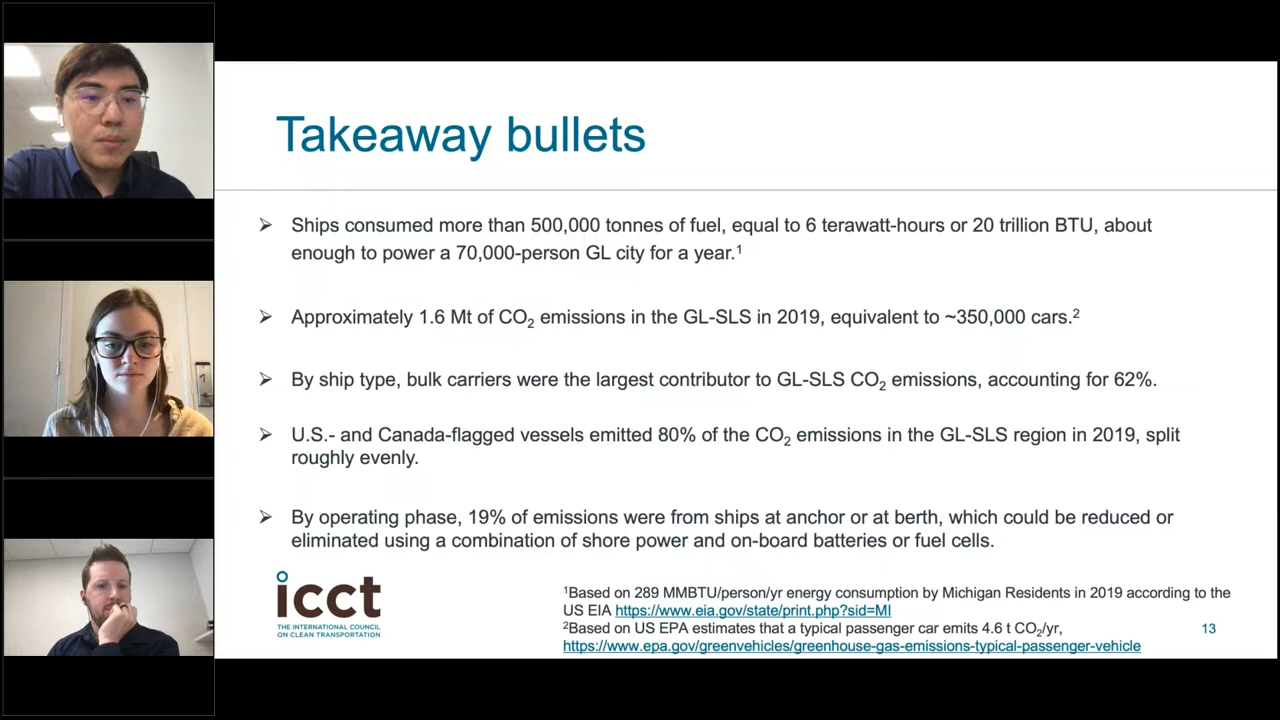 Takeaway bullets
➢ Ships consumed more than 500,000 tonnes of fuel, equal to 6 terawatt-hours or 20 trillion BTU, about
enough to power a 70,000-person GL city for a year.¹
➢ Approximately 1.6 Mt of CO₂ emissions in the GL-SLS in 2019, equivalent to ~350,000 cars.²
➢ By ship type, bulk carriers were the largest contributor to GL-SLS CO₂ emissions, accounting for 62%.
➢ U.S.- and Canada-flagged vessels emitted 80% of the CO₂ emissions in the GL-SLS region in 2019, split
roughly evenly.
➢ By operating phase, 19% of emissions were from ships at anchor or at berth, which could be reduced or
eliminated using a combination of shore power and on-board batteries or fuel cells.
icct
THE INTERNATIONAL COUNCIL
ON CLEAN TRANSPORTATION
¹Based on 289 MMBTU/person/yr energy consumption by Michigan Residents in 2019 according to the
US EIA https://www.eia.gov/state/print.php?sid=MI
²Based on US EPA estimates that a typical passenger car emits 4.6 t CO₂/yr,
https://www.epa.gov/greenvehicles/greenhouse-gas-emissions-typical-passenger-vehicle
13